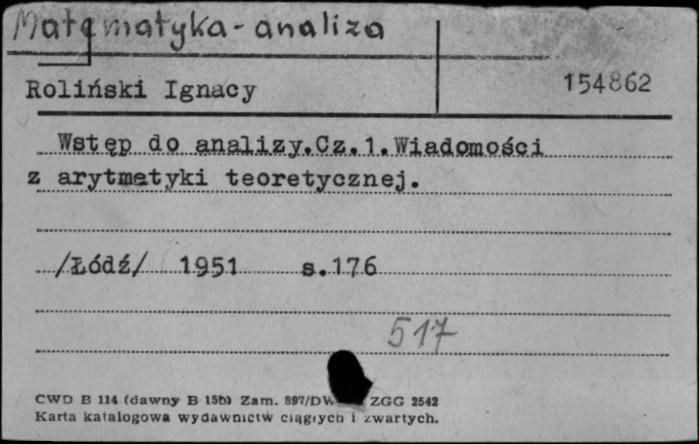 Matematyka - analiza
Roliński Ignacy 154862
Wstęp do analizy.Cz.1.Wiadomości
z arytmetyki teoretycznej.
/Łódź/ 1951 s.176
517
CWD B 114 (dawny B 15b) Zam. 897/DW ZGG 2542
Karta katalogowa wydawnictw ciągłych i zwartych.